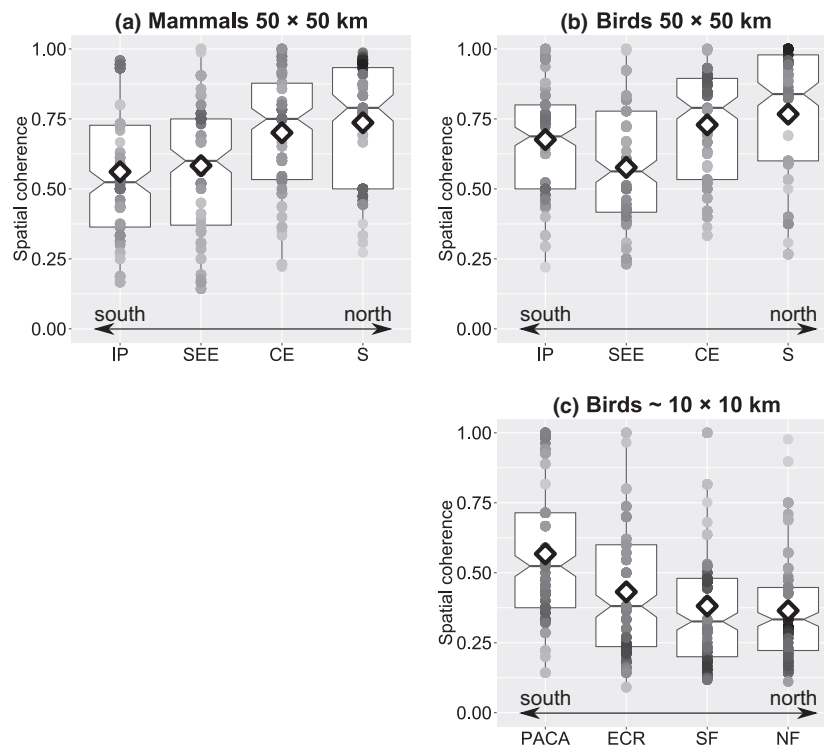 (a) Mammals 50 × 50 km
Spatial coherence
1.00
0.75
0.50
0.25
0.00
south north
IP SEE CE S
(b) Birds 50 × 50 km
Spatial coherence
1.00
0.75
0.50
0.25
0.00
south north
IP SEE CE S
(c) Birds ~ 10 × 10 km
Spatial coherence
1.00
0.75
0.50
0.25
0.00
south north
PACA ECR SF NF